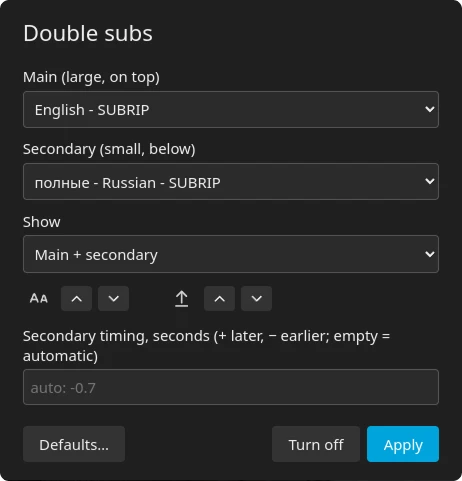 Double subs
Main (large, on top)
English - SUBRIP
Secondary (small, below)
полные - Russian - SUBRIP
Show
Main + secondary
AA
Secondary timing, seconds (+ later, − earlier; empty =
automatic)
auto: -0.7
Defaults...
Turn off
Apply